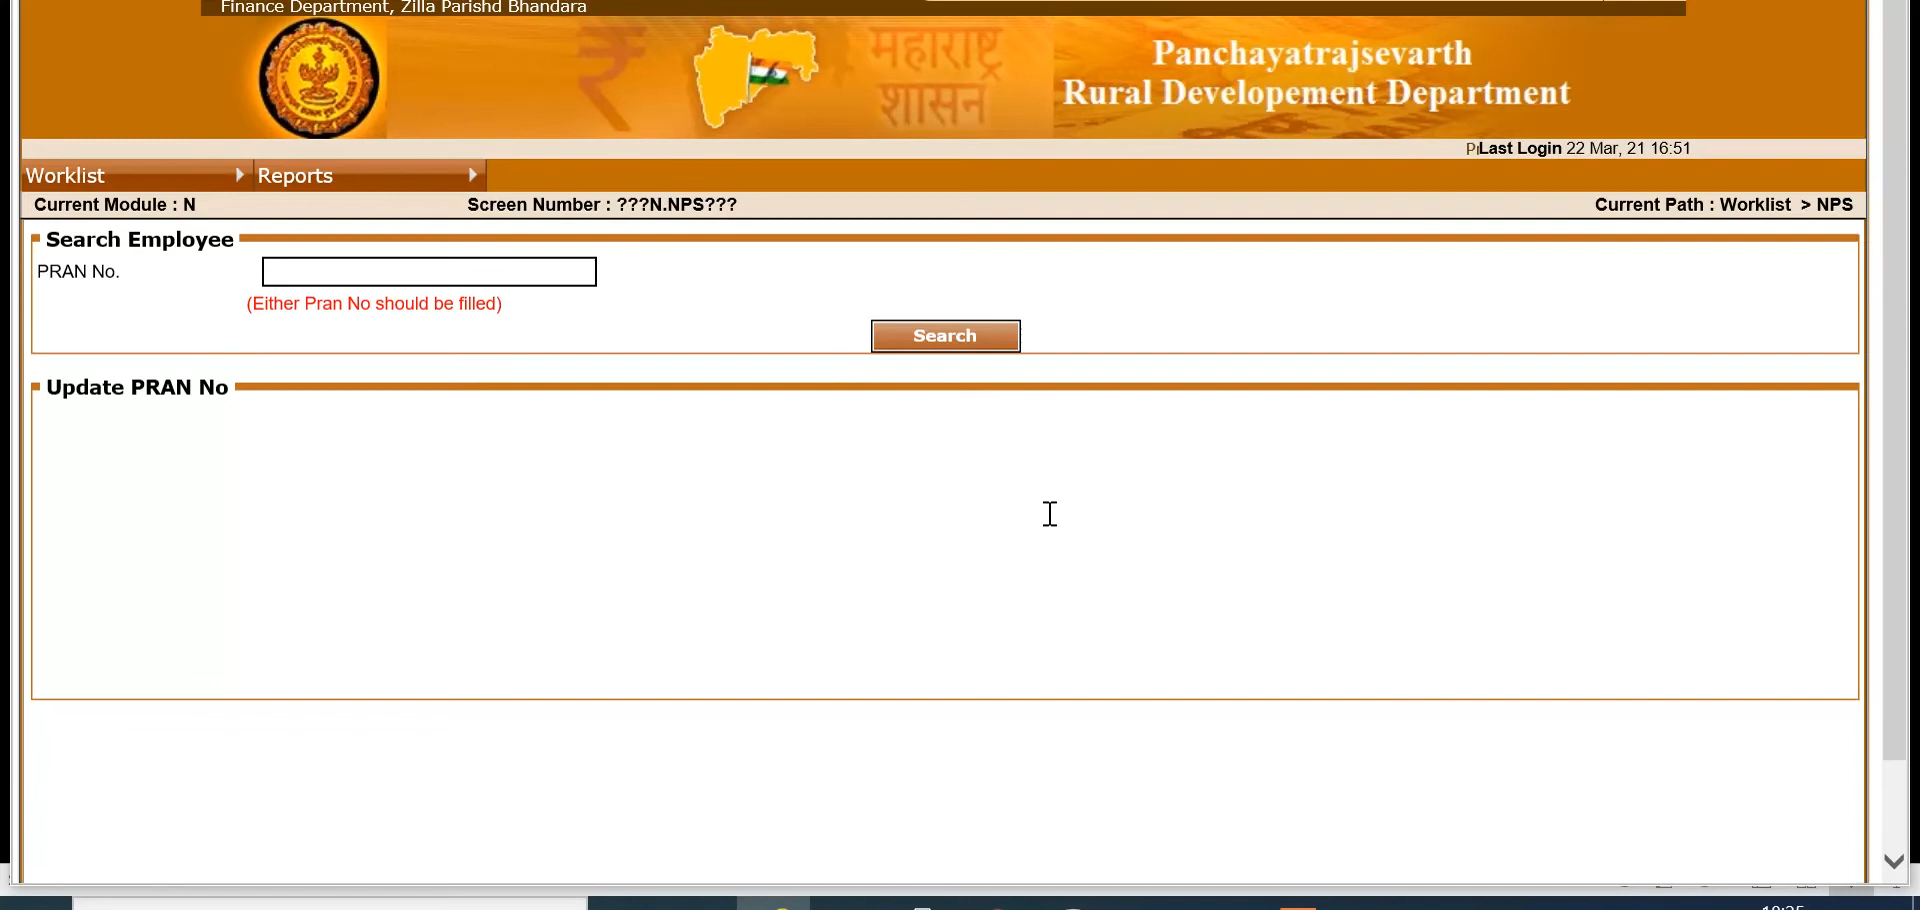 Finance Department, Zilla Parishd Bhandara
महाराष्ट्र
शासन
Panchayatrajsevarth
Rural Developement Department
Last Login 22 Mar, 21 16:51
Worklist
Reports
Current Module : N
Screen Number : ???N.NPS???
Current Path : Worklist > NPS
Search Employee
PRAN No.
(Either Pran No should be filled)
Search
Update PRAN No